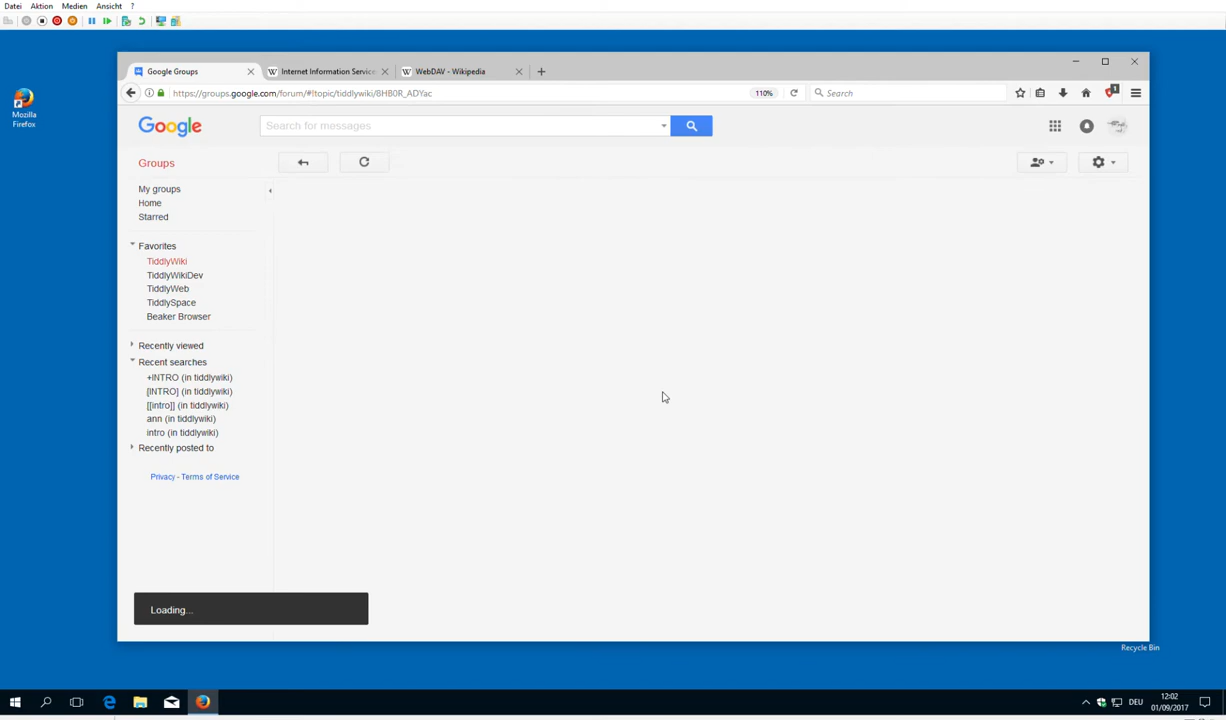 Datei Aktion Medien Ansicht ?
Google Groups
Internet Information Service
WebDAV - Wikipedia
https://groups.google.com/forum/#!topic/tiddlywiki/8HB0R_ADYac
110%
Search
1
Mozilla
Firefox
Google
Search for messages
Groups
My groups
Home
Starred
Favorites
TiddlyWiki
TiddlyWikiDev
TiddlyWeb
TiddlySpace
Beaker Browser
Recently viewed
Recent searches
+INTRO (in tiddlywiki)
[INTRO] (in tiddlywiki)
[[intro]] (in tiddlywiki)
ann (in tiddlywiki)
intro (in tiddlywiki)
Recently posted to
Privacy - Terms of Service
Loading...
Recycle Bin
DEU
12:02
01/09/2017